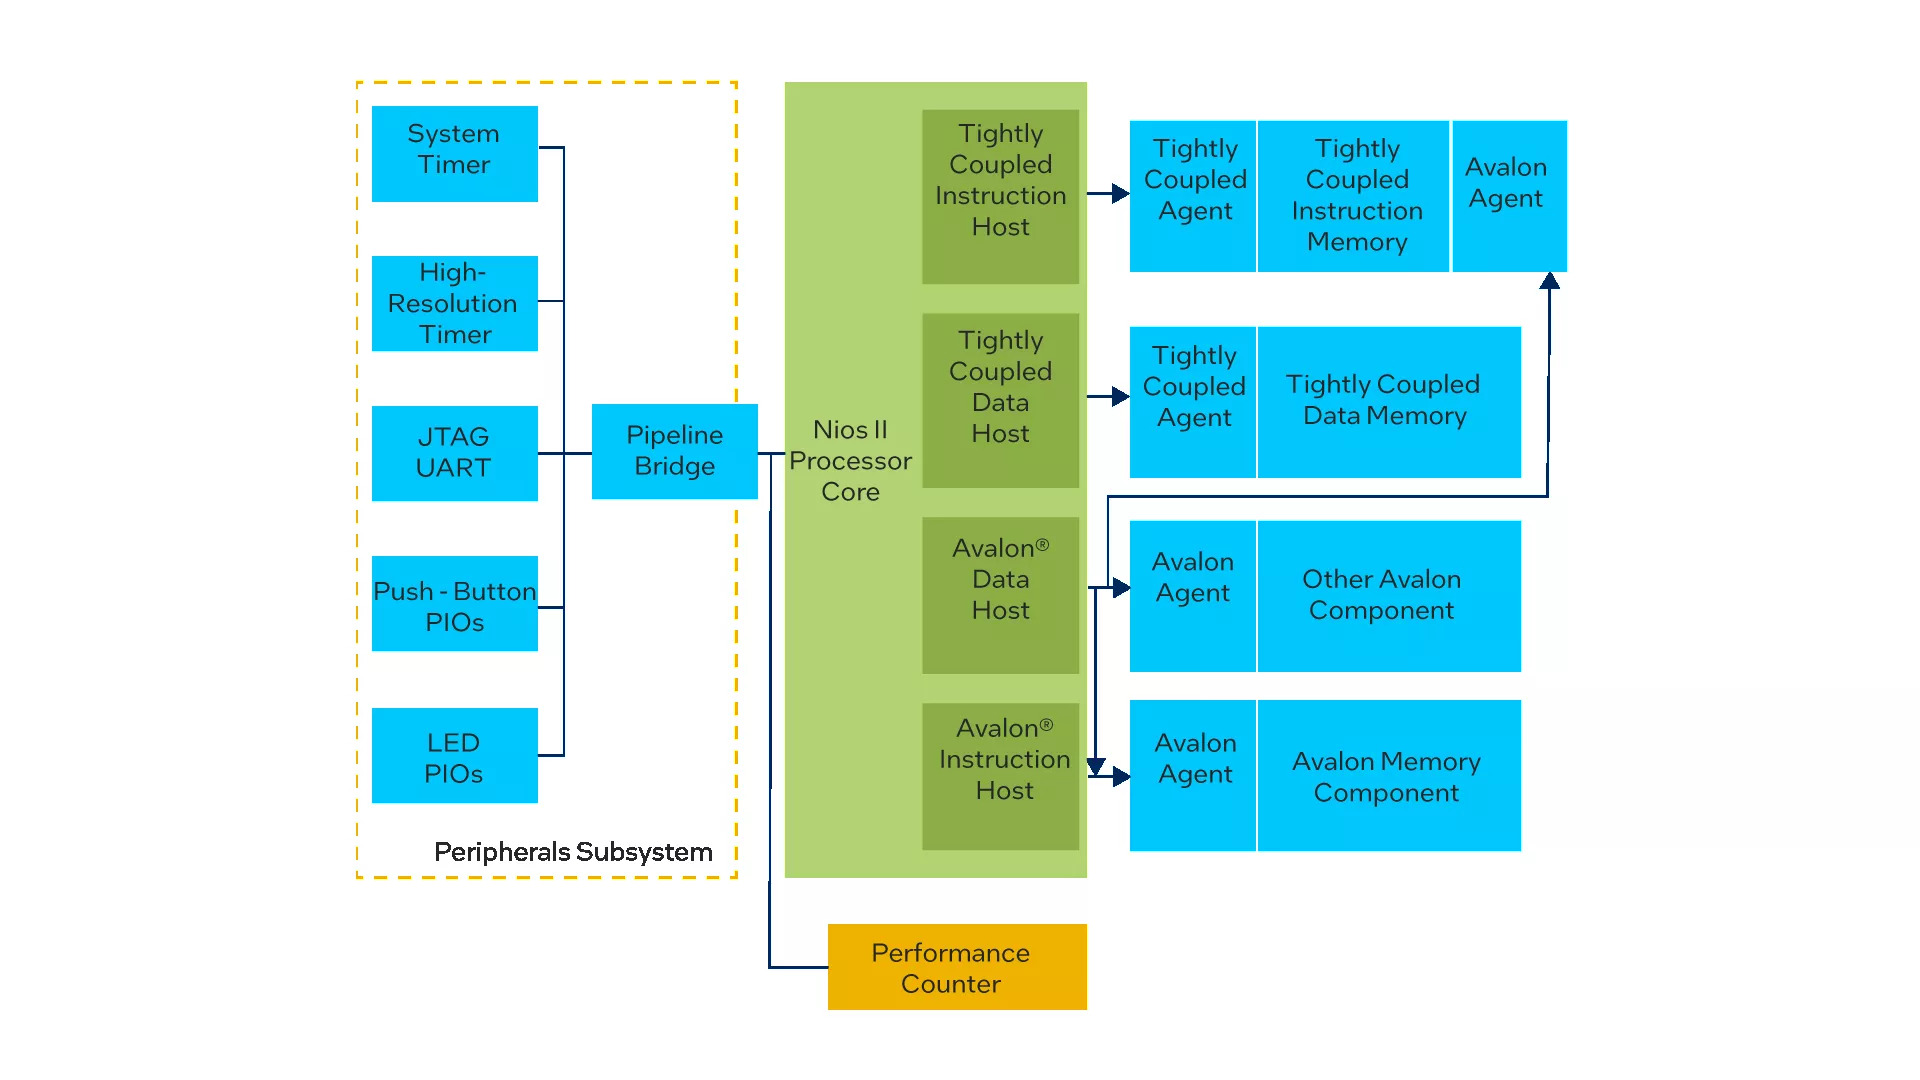 System
Timer
High-
Resolution
Timer
JTAG
UART
Push - Button
PIOs
LED
PIOs
Peripherals Subsystem
Pipeline
Bridge
Nios II
Processor
Core
Tightly
Coupled
Instruction
Host
Tightly
Coupled
Data
Host
Avalon®
Data
Host
Avalon®
Instruction
Host
Tightly
Coupled
Agent
Tightly
Coupled
Instruction
Memory
Avalon
Agent
Tightly
Coupled
Agent
Tightly Coupled
Data Memory
Avalon
Agent
Other Avalon
Component
Avalon
Agent
Avalon Memory
Component
Performance
Counter